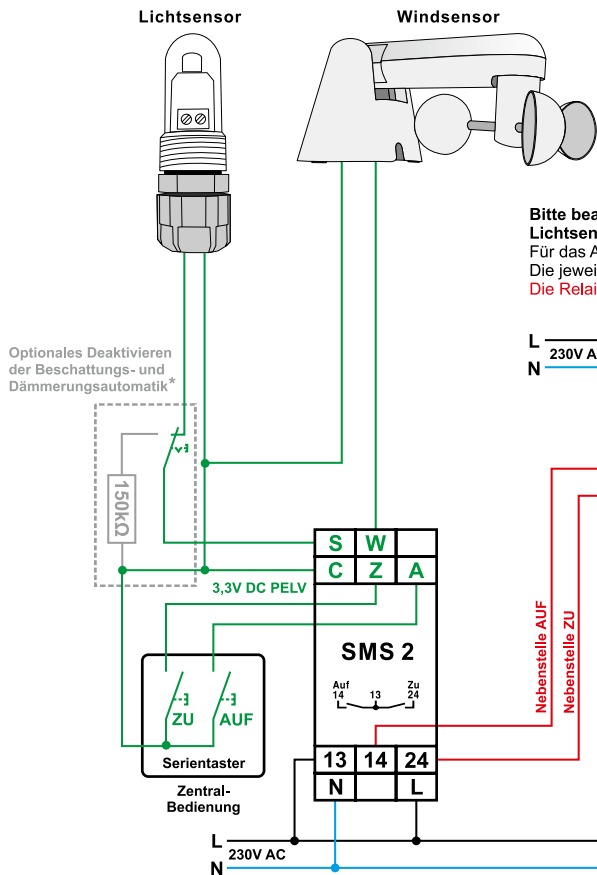 Lichtsensor
Windsensor
Bitte bea
Lichtsen
Für das A
Die jewei
Die Relai
L
230V A
N
Optionales Deaktivieren
der Beschattungs- und
Dämmerungsautomatik*
150kΩ
S W
C Z A
3,3V DC PELV
SMS 2
Auf
14
13
Zu
24
Nebenstelle AUF
Nebenstelle ZU
ZU AUF
Serientaster
Zentral-
Bedienung
13 14 24
N L
L
230V AC
N